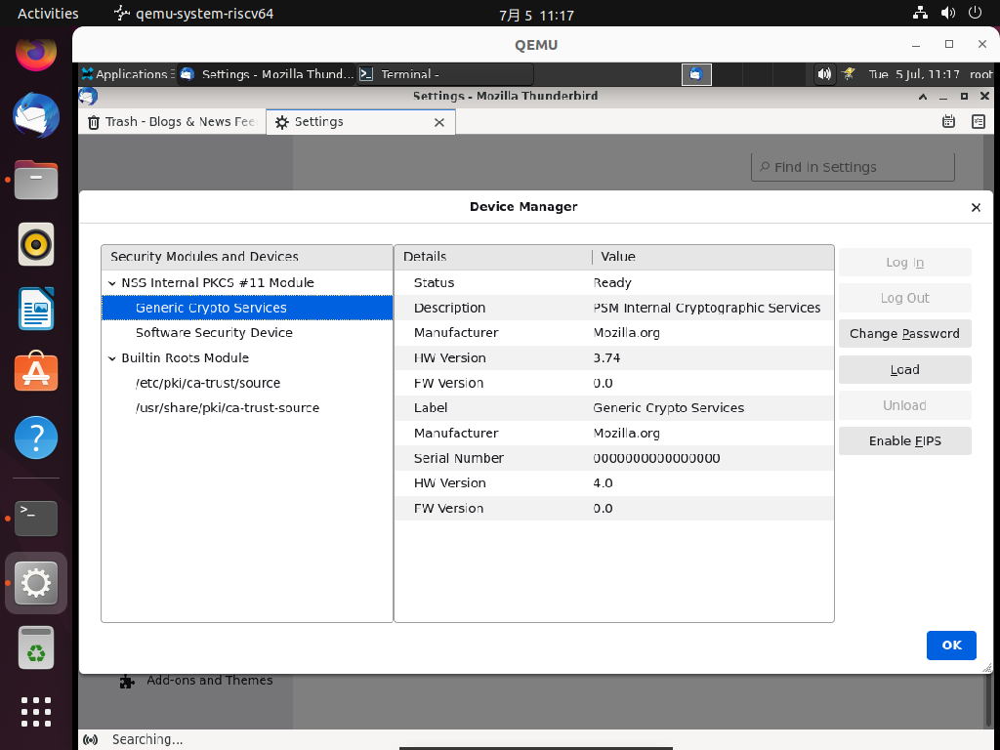 Activities
qemu-system-riscv64
7月 5 11:17
QEMU
Applications
Settings - Mozilla Thund...
Terminal -
Tue 5 Jul, 11:17
root
Settings - Mozilla Thunderbird
Trash - Blogs & News Fee
Settings
Find in Settings
Device Manager
Security Modules and Devices
Details
Value
NSS Internal PKCS #11 Module
Status
Ready
Log In
Generic Crypto Services
Description
PSM Internal Cryptographic Services
Log Out
Software Security Device
Manufacturer
Mozilla.org
Change Password
Builtin Roots Module
HW Version
3.74
Load
/etc/pki/ca-trust/source
FW Version
0.0
/usr/share/pki/ca-trust-source
Label
Generic Crypto Services
Unload
Manufacturer
Mozilla.org
Enable FIPS
Serial Number
0000000000000000
HW Version
4.0
FW Version
0.0
OK
Add-ons and Themes
Searching...